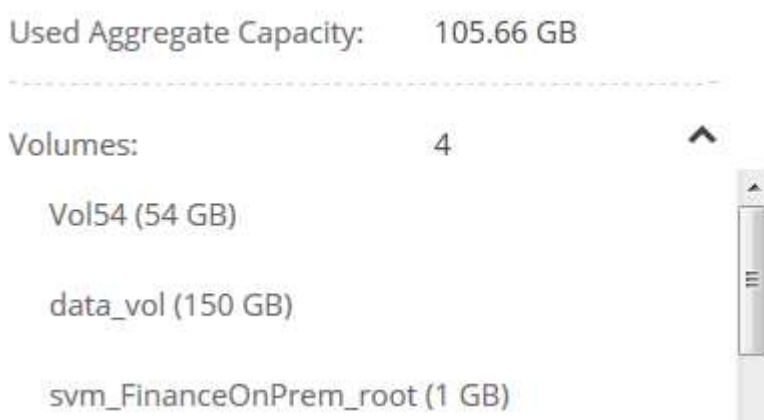 Used Aggregate Capacity: 105.66 GB
Volumes: 4
Vol54 (54 GB)
data_vol (150 GB)
svm_FinanceOnPrem_root (1 GB)